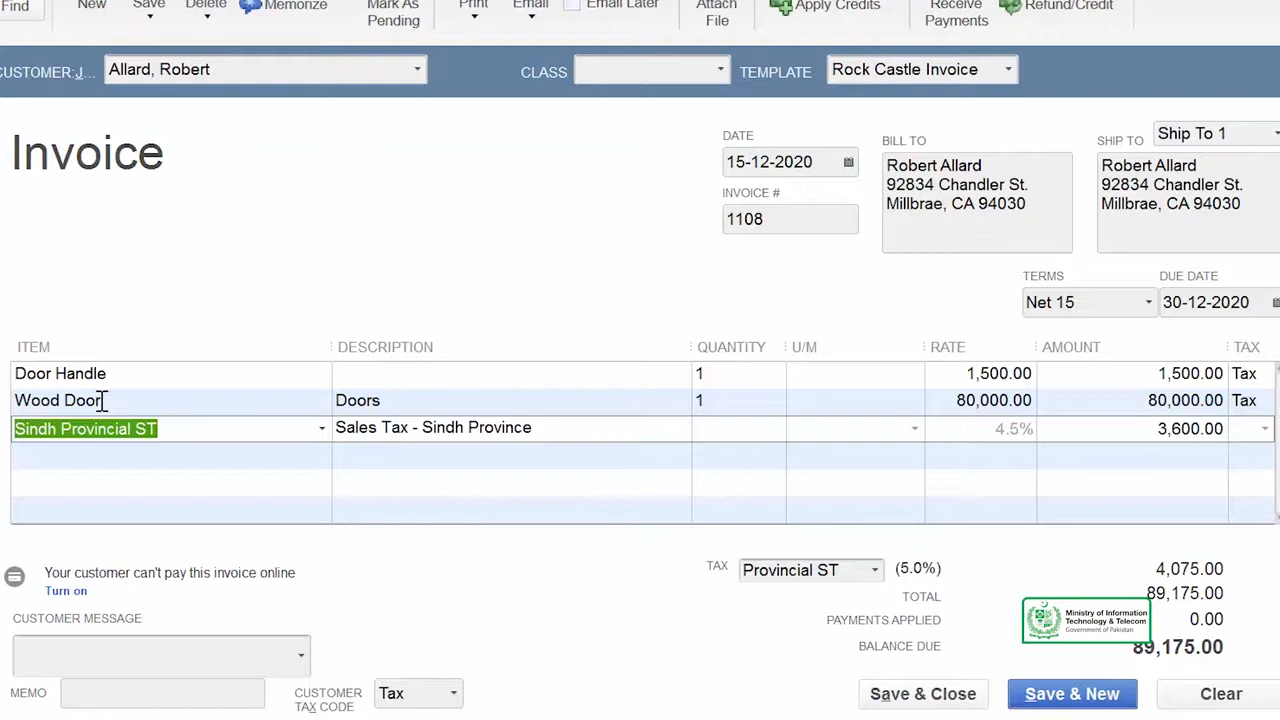 Find
New
Save
Delete
Memorize
Mark As
Pending
Print
Email
Email Later
Attach
File
Apply Credits
Receive
Payments
Refund/Credit
CUSTOMER:J...
Allard, Robert
CLASS
TEMPLATE
Rock Castle Invoice
Invoice
DATE
15-12-2020
INVOICE #
1108
BILL TO
Robert Allard
92834 Chandler St.
Millbrae, CA 94030
SHIP TO
Ship To 1
Robert Allard
92834 Chandler St.
Millbrae, CA 94030
TERMS
Net 15
DUE DATE
30-12-2020
ITEM DESCRIPTION QUANTITY U/M RATE AMOUNT TAX
Door Handle 1 1,500.00 1,500.00 Tax
Wood Door Doors 1 80,000.00 80,000.00 Tax
Sindh Provincial ST Sales Tax - Sindh Province 4.5% 3,600.00
Your customer can't pay this invoice online
Turn on
TAX Provincial ST (5.0%) 4,075.00
TOTAL 89,175.00
PAYMENTS APPLIED 0.00
BALANCE DUE 89,175.00
Ministry of Information
Technology & Telecom
Government of Pakistan
CUSTOMER MESSAGE
MEMO
CUSTOMER
TAX CODE
Tax
Save & Close
Save & New
Clear